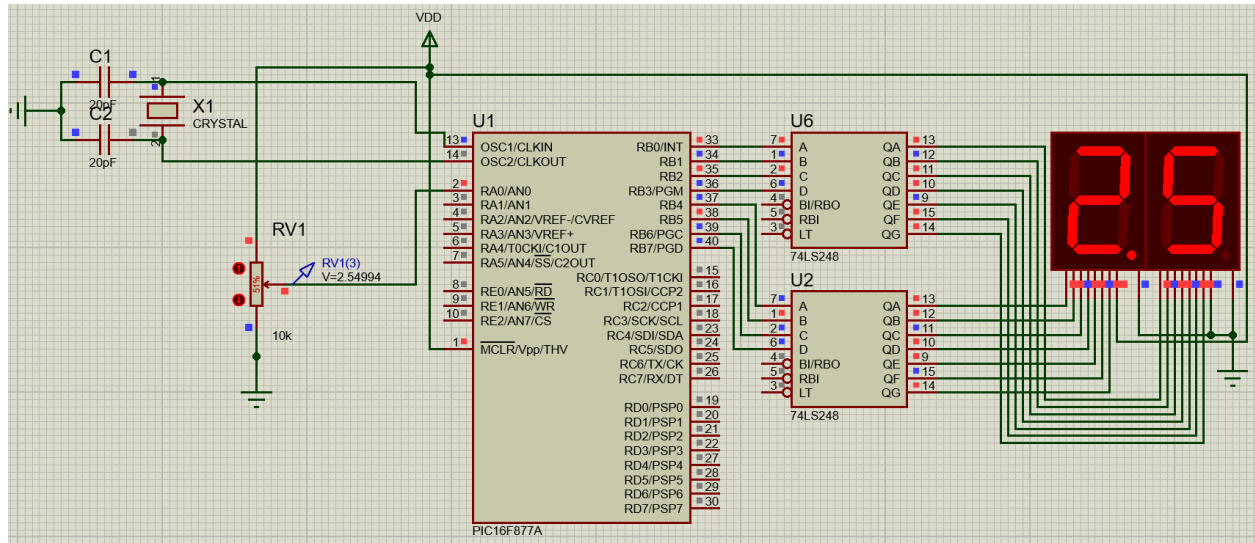 VDD
C1
20pF
C2
20pF
X1
CRYSTAL
1
2
RV1
51%
RV1(3)
V=2.54994
10k
U1
13 OSC1/CLKIN
14 OSC2/CLKOUT
2 RA0/AN0
3 RA1/AN1
4 RA2/AN2/VREF-/CVREF
5 RA3/AN3/VREF+
6 RA4/T0CKI/C1OUT
7 RA5/AN4/SS/C2OUT
8 RE0/AN5/RD
9 RE1/AN6/WR
10 RE2/AN7/CS
1 MCLR/Vpp/THV
RB0/INT 33
RB1 34
RB2 35
RB3/PGM 36
RB4 37
RB5 38
RB6/PGC 39
RB7/PGD 40
RC0/T1OSO/T1CKI 15
RC1/T1OSI/CCP2 16
RC2/CCP1 17
RC3/SCK/SCL 18
RC4/SDI/SDA 23
RC5/SDO 24
RC6/TX/CK 25
RC7/RX/DT 26
RD0/PSP0 19
RD1/PSP1 20
RD2/PSP2 21
RD3/PSP3 22
RD4/PSP4 27
RD5/PSP5 28
RD6/PSP6 29
RD7/PSP7 30
PIC16F877A
U6
7 A QA 13
1 B QB 12
2 C QC 11
6 D QD 10
4 BI/RBO QE 9
5 RBI QF 15
3 LT QG 14
74LS248
U2
7 A QA 13
1 B QB 12
2 C QC 11
6 D QD 10
4 BI/RBO QE 9
5 RBI QF 15
3 LT QG 14
74LS248
2.5